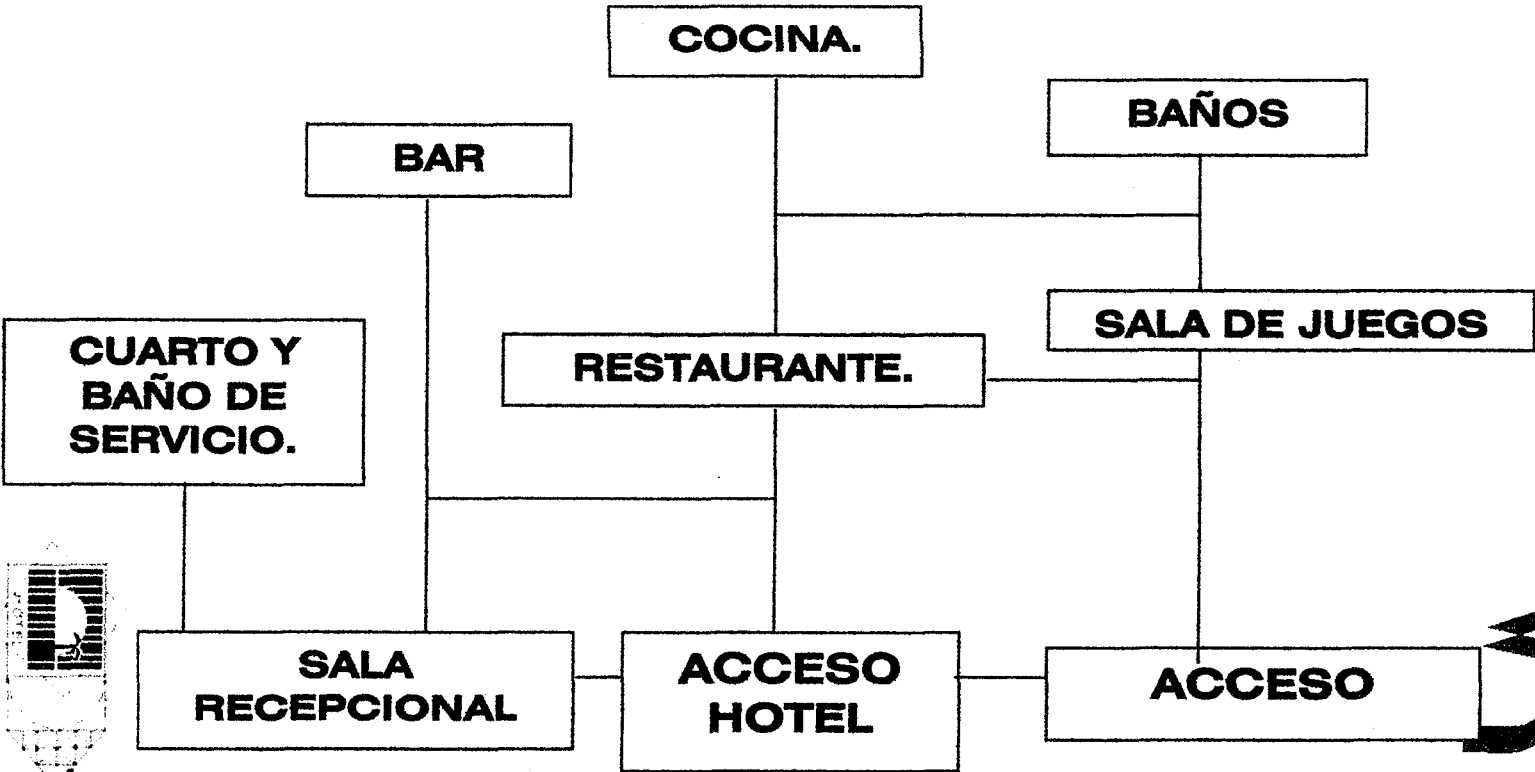 COCINA.
BAÑOS
BAR
SALA DE JUEGOS
CUARTO Y
BAÑO DE
SERVICIO.
RESTAURANTE.
SALA
RECEPCIONAL
ACCESO
HOTEL
ACCESO